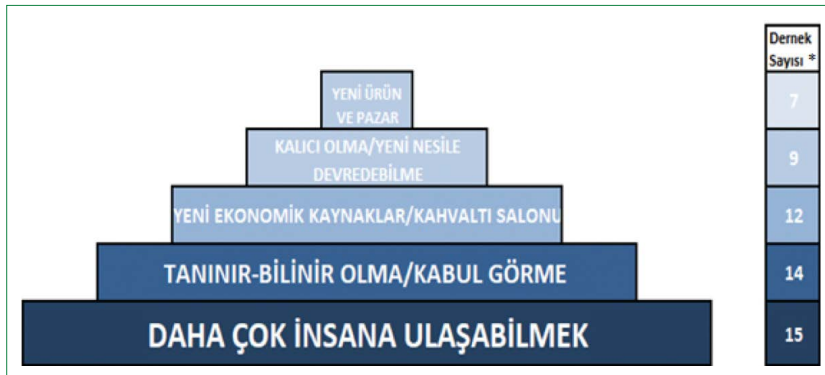 Dernek
Sayısı *
YENİ ÜRÜN
VE PAZAR
7
KALICI OLMA/YENİ NESİLE
DEVREDEBİLME
9
YENİ EKONOMİK KAYNAKLAR/KAHVALTI SALONU
12
TANINIR-BİLİNİR OLMA/KABUL GÖRME
14
DAHA ÇOK İNSANA ULAŞABİLMEK
15